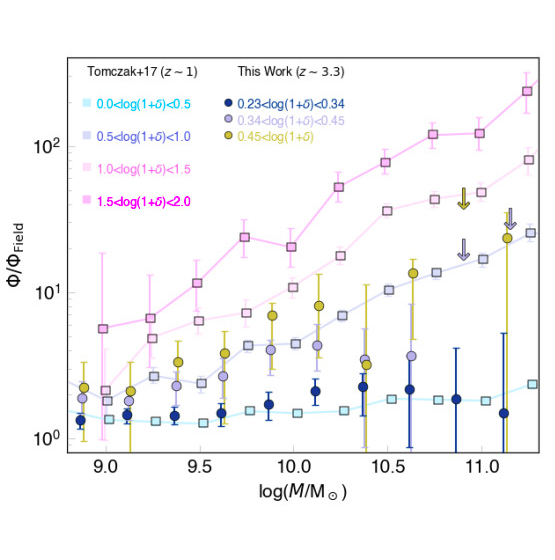 Tomczak+17 (z ~ 1)
0.0<log(1+δ)<0.5
0.5<log(1+δ)<1.0
1.0<log(1+δ)<1.5
1.5<log(1+δ)<2.0
This Work (z ~ 3.3)
0.23<log(1+δ)<0.34
0.34<log(1+δ)<0.45
0.45<log(1+δ)
Φ/Φ_Field
10²
10¹
10⁰
9.0 9.5 10.0 10.5 11.0
log(M/M⊙)